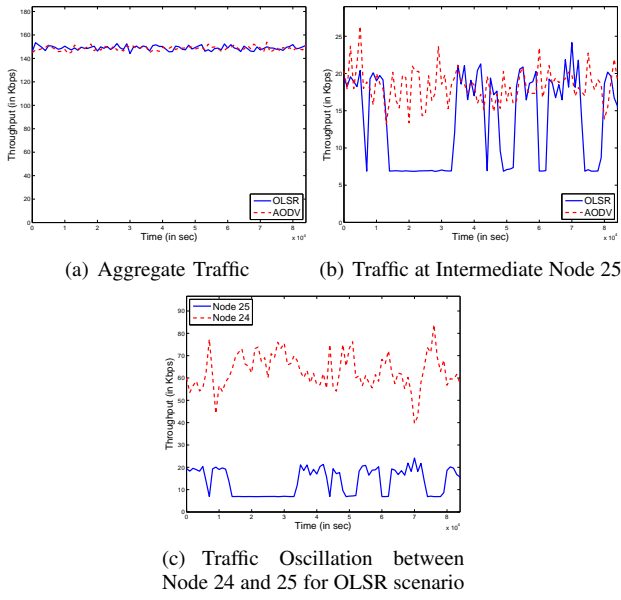 180
160
140
120
100
80
60
40
20
0
Throughput (in Kbps)
OLSR
AODV
0 1 2 3 4 5 6 7 8
Time (in sec)
x 10^4
(a) Aggregate Traffic
25
20
15
10
5
0
Throughput (in Kbps)
OLSR
AODV
0 1 2 3 4 5 6 7 8
Time (in sec)
x 10^4
(b) Traffic at Intermediate Node 25
Node 25
Node 24
90
80
70
60
50
40
30
20
10
0
Throughput (in Kbps)
0 1 2 3 4 5 6 7 8
Time (in sec)
x 10^4
(c) Traffic Oscillation between
Node 24 and 25 for OLSR scenario